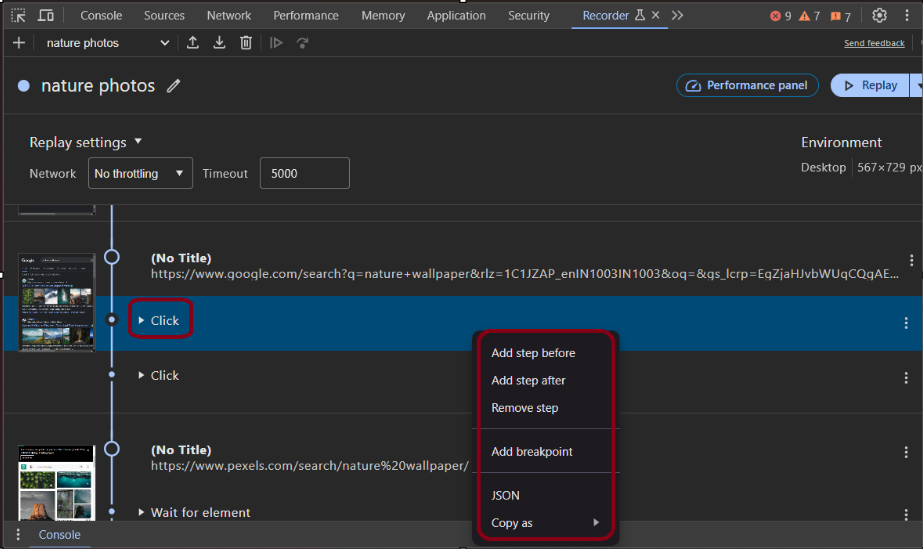 Console Sources Network Performance Memory Application Security Recorder 9 7 7
nature photos Send feedback
nature photos Performance panel Replay
Replay settings Environment
Network No throttling Timeout 5000 Desktop 567×729 px
(No Title)
https://www.google.com/search?q=nature+wallpaper&rlz=1C1JZAP_enIN1003IN1003&oq=&gs_lcrp=EgZjaHJvbWUqCQgAE...
Click
Click
(No Title)
https://www.pexels.com/search/nature%20wallpaper/
Wait for element
Add step before
Add step after
Remove step
Add breakpoint
JSON
Copy as
Console